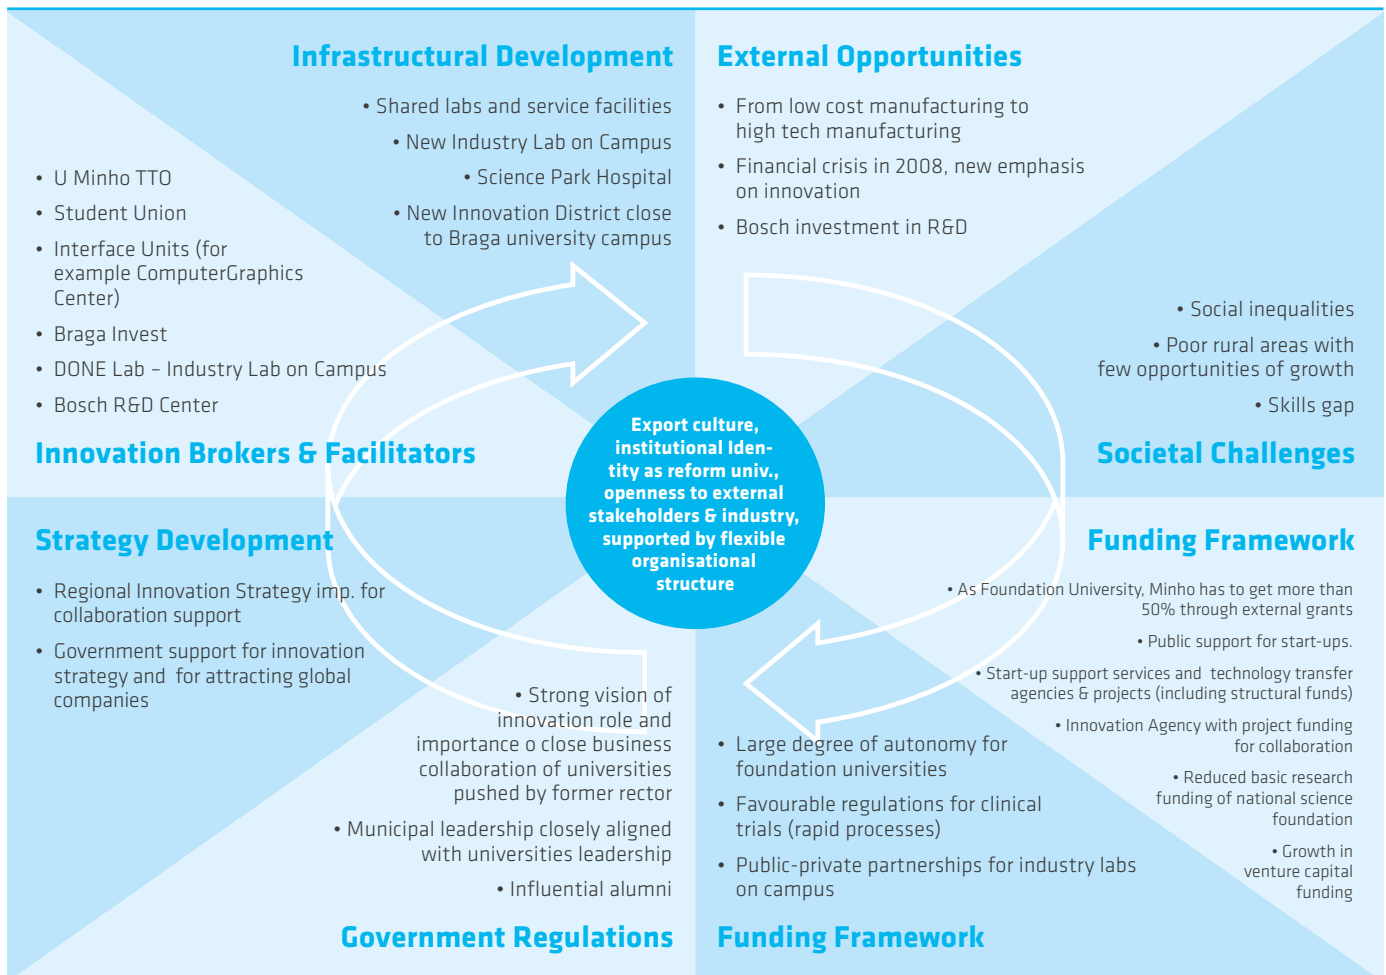 Infrastructural Development
• Shared labs and service facilities
• New Industry Lab on Campus
• Science Park Hospital
• New Innovation District close
to Braga university campus
External Opportunities
• From low cost manufacturing to
high tech manufacturing
• Financial crisis in 2008, new emphasis
on innovation
• Bosch investment in R&D
• U Minho TTO
• Student Union
• Interface Units (for
example ComputerGraphics
Center)
• Braga Invest
• DONE Lab – Industry Lab on Campus
• Bosch R&D Center
Innovation Brokers & Facilitators
• Social inequalities
• Poor rural areas with
few opportunities of growth
• Skills gap
Societal Challenges
Export culture,
institutional Iden-
tity as reform univ.,
openness to external
stakeholders & industry,
supported by flexible
organisational
structure
Strategy Development
• Regional Innovation Strategy imp. for
collaboration support
• Government support for innovation
strategy and for attracting global
companies
Funding Framework
• As Foundation University, Minho has to get more than
50% through external grants
• Public support for start-ups.
• Start-up support services and technology transfer
agencies & projects (including structural funds)
• Innovation Agency with project funding
for collaboration
• Reduced basic research
funding of national science
foundation
• Growth in
venture capital
funding
• Strong vision of
innovation role and
importance o close business
collaboration of universities
pushed by former rector
• Municipal leadership closely aligned
with universities leadership
• Influential alumni
Government Regulations
• Large degree of autonomy for
foundation universities
• Favourable regulations for clinical
trials (rapid processes)
• Public-private partnerships for industry labs
on campus
Funding Framework